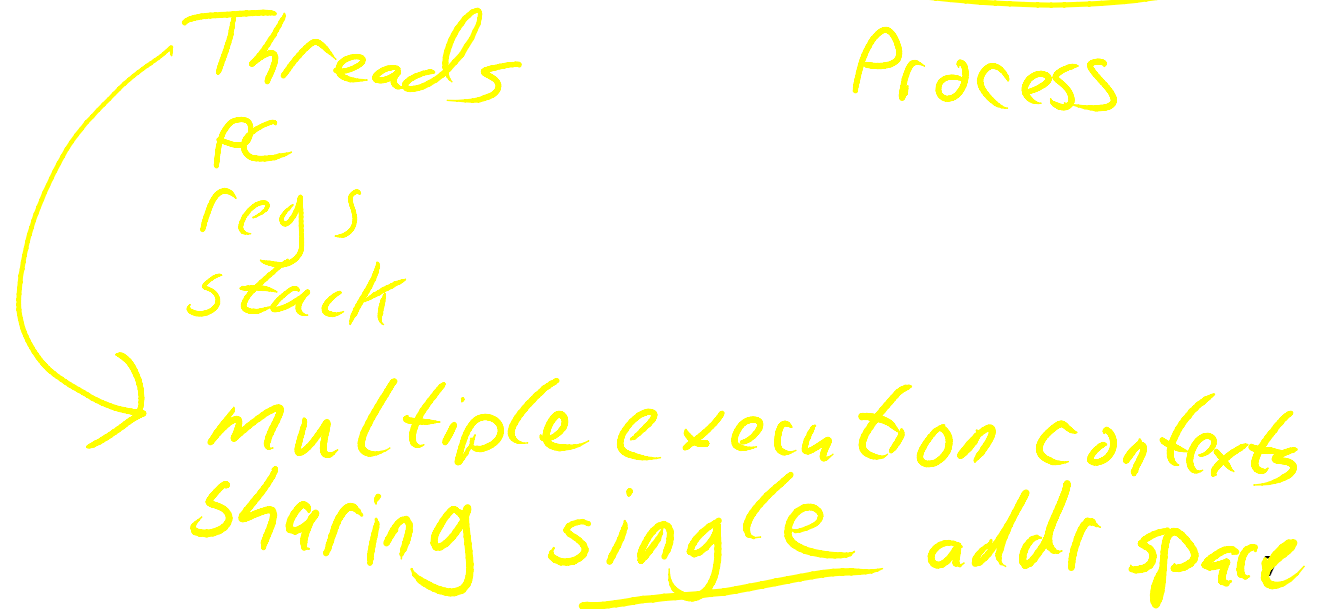 Threads Process
PC
regs
stack
multiple execution contexts
sharing single addr space